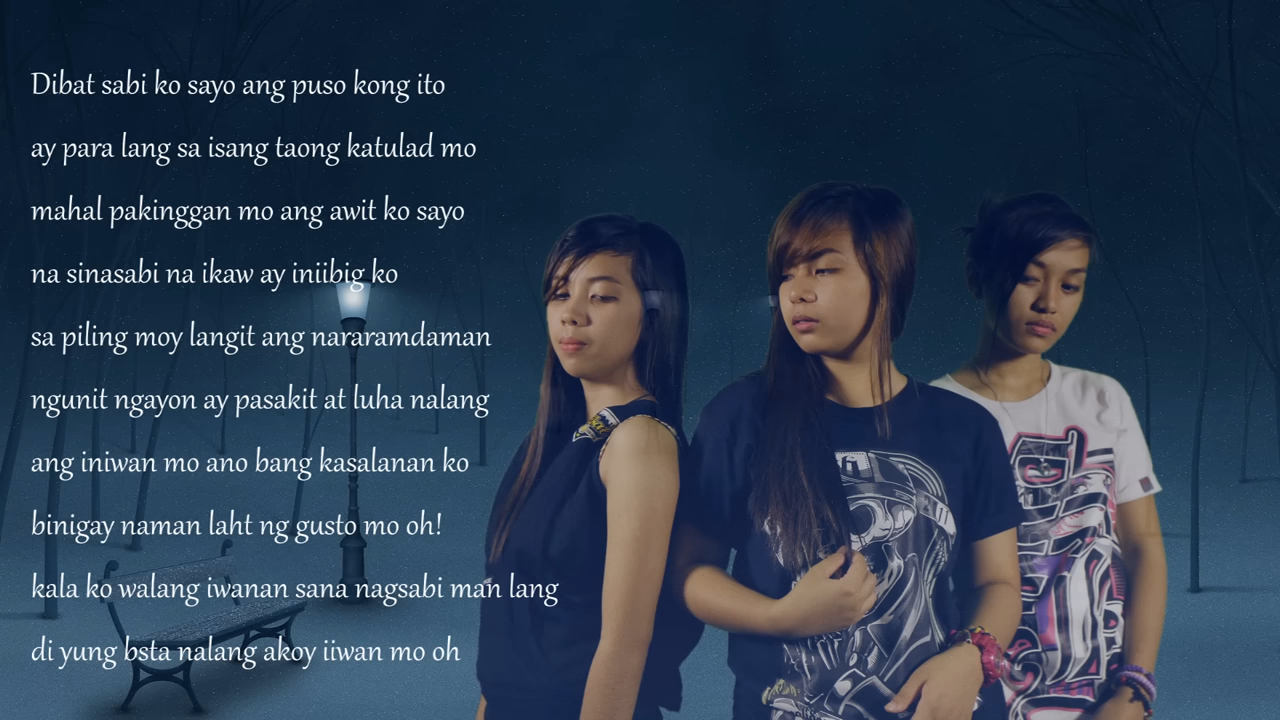 Dibat sabi ko sayo ang puso kong ito
ay para lang sa isang taong katulad mo
mahal pakinggan mo ang awit ko sayo
na sinasabi na ikaw ay iniibig ko
sa piling moy langit ang nararamdaman
ngunit ngayon ay pasakit at luha nalang
ang iniwan mo ano bang kasalanan ko
binigay naman laht ng gusto mo oh!
kala ko walang iwanan sana nagsabi man lang
di yung bsta nalang akoy iiwan mo oh